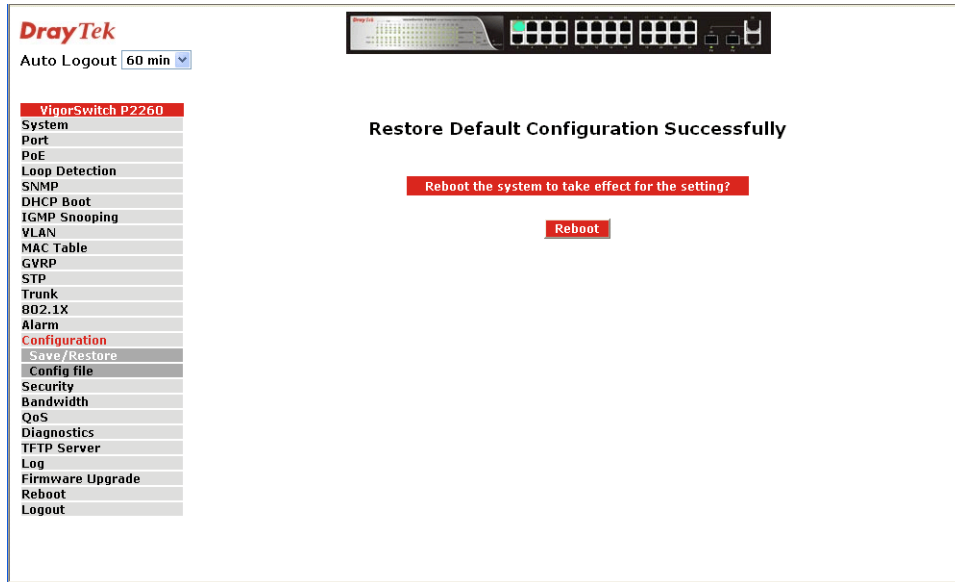 DrayTek
Auto Logout 60 min
VigorSwitch P2260
System
Port
PoE
Loop Detection
SNMP
DHCP Boot
IGMP Snooping
VLAN
MAC Table
GVRP
STP
Trunk
802.1X
Alarm
Configuration
Save/Restore
Config file
Security
Bandwidth
QoS
Diagnostics
TFTP Server
Log
Firmware Upgrade
Reboot
Logout
Restore Default Configuration Successfully
Reboot the system to take effect for the setting?
Reboot